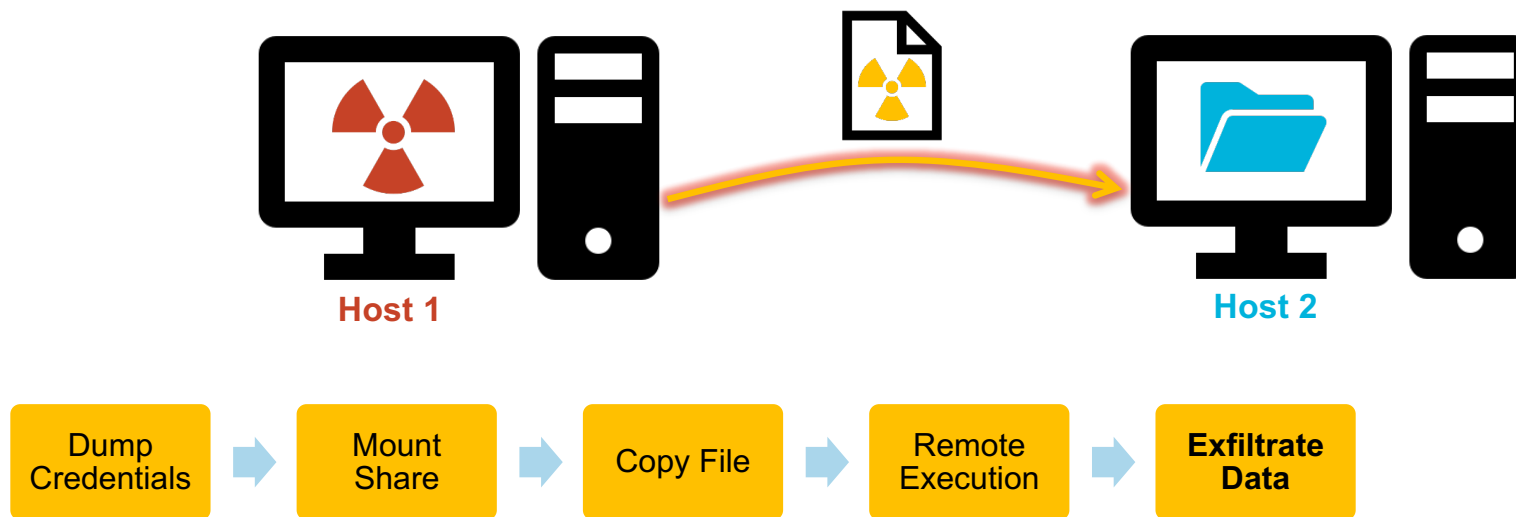 Host 1
Host 2
Dump
Credentials
Mount
Share
Copy File
Remote
Execution
Exfiltrate
Data